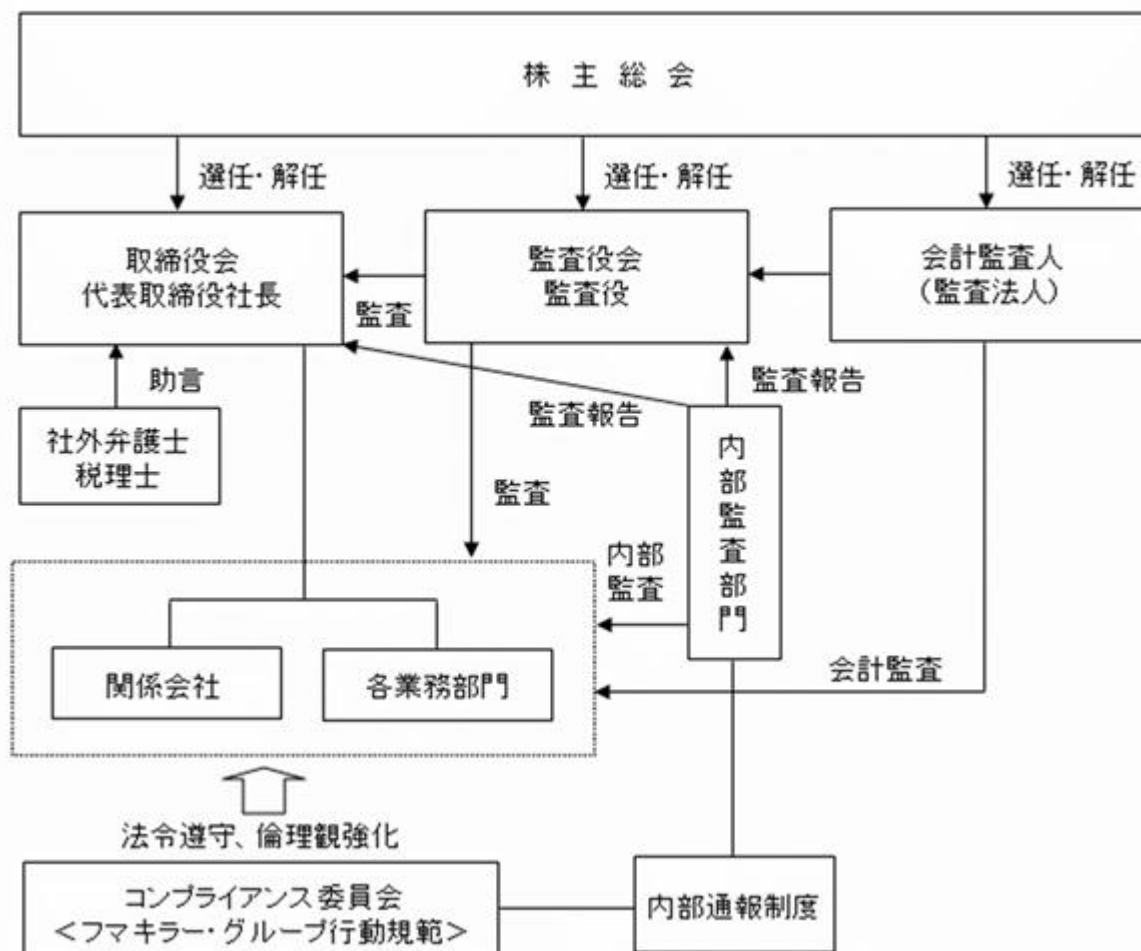 株主総会
選任・解任
選任・解任
選任・解任
取締役会
代表取締役社長
監査役会
監査役
会計監査人
(監査法人)
監査
助言
監査報告
監査報告
社外弁護士
税理士
内部監査部門
監査
内部
監査
関係会社
各業務部門
会計監査
法令遵守、倫理観強化
コンプライアンス委員会
<フマキラー・グループ行動規範>
内部通報制度